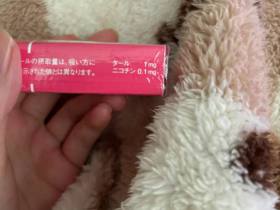 ールの摂取量は、吸い方に
示された値とは異なります。
タール 1mg
ニコチン 0.1mg